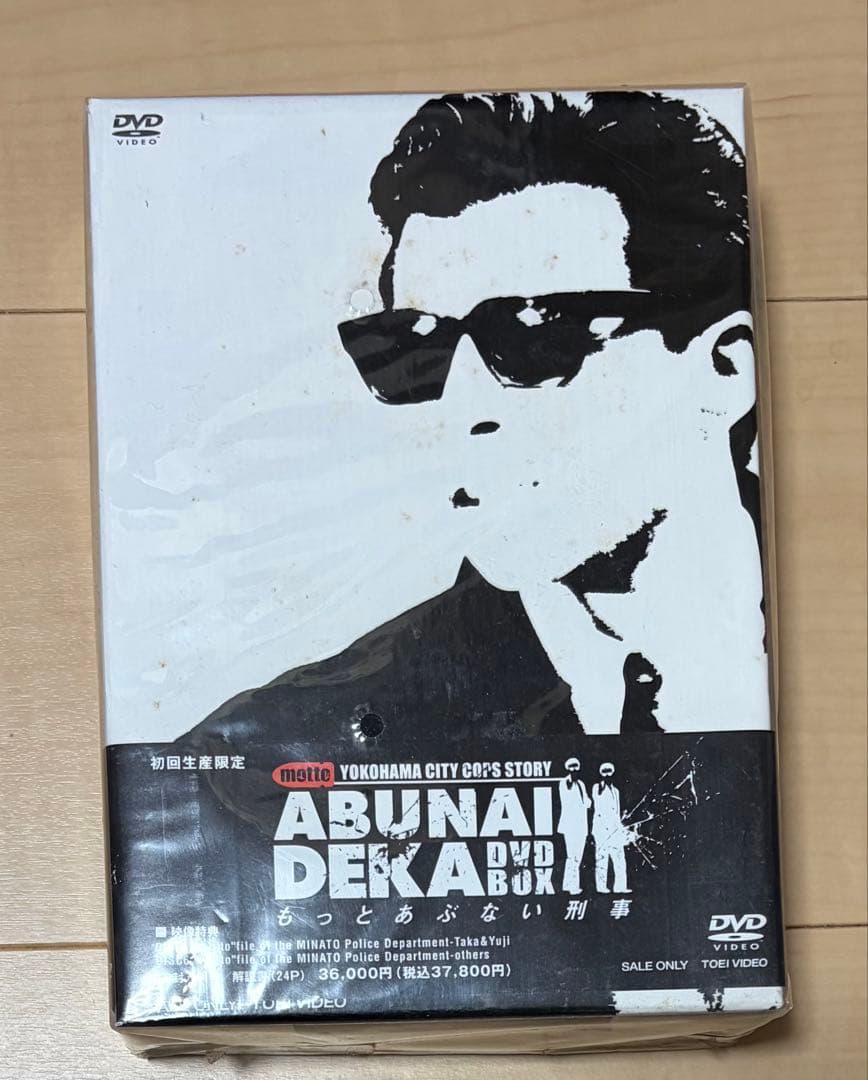 DVD
VIDEO
初回生産限定
motto YOKOHAMA CITY COPS STORY
ABUNAI
DEKA DVD BOX
もっとあぶない刑事
■ 映像特典
file of the MINATO Police Department-Taka&Yuji
file of the MINATO Police Department-others
(24P) 36,000円(税込37,800円)
DVD
VIDEO
SALE ONLY TOEI VIDEO
TOEI VIDEO